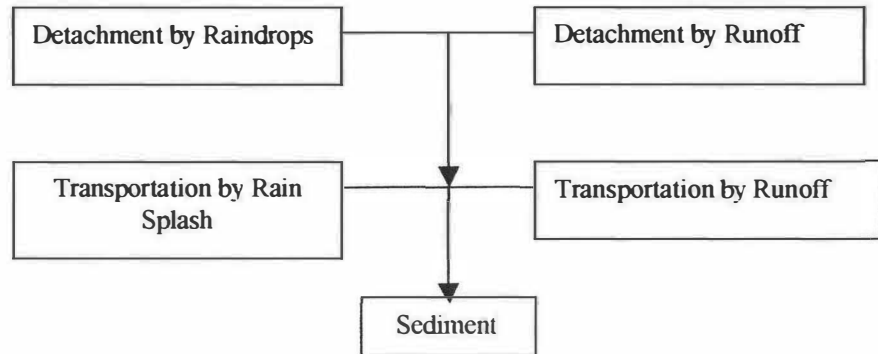 Detachment by Raindrops
Detachment by Runoff
Transportation by Rain
Splash
Transportation by Runoff
Sediment